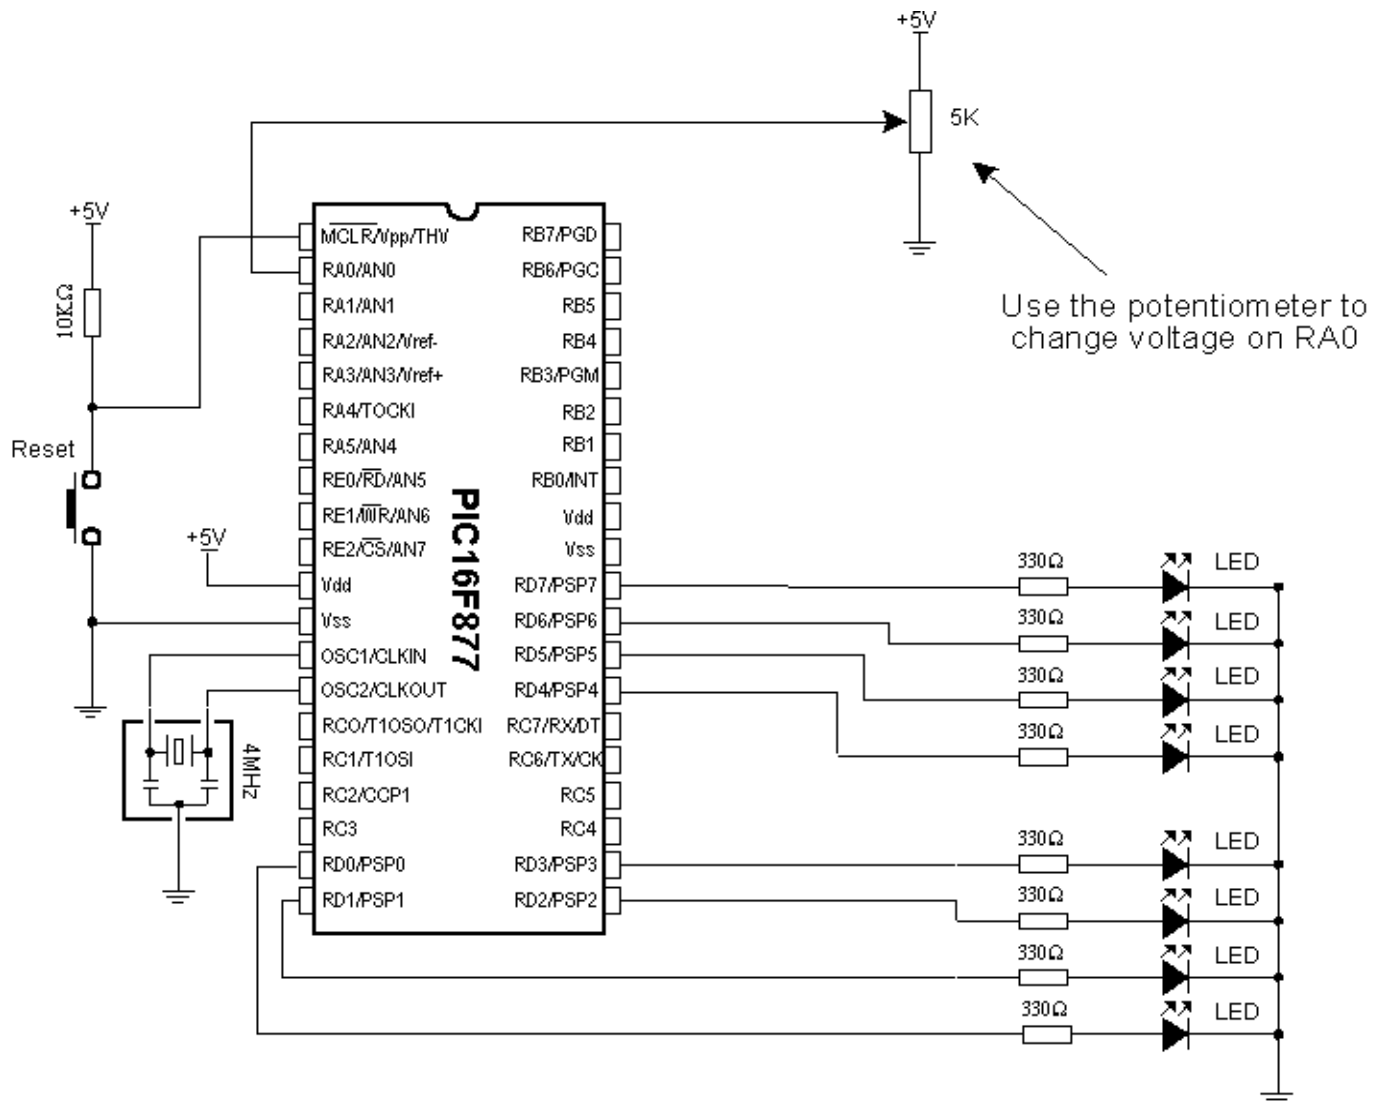 +5V
5K
Use the potentiometer to
change voltage on RA0
+5V
10KΩ
Reset
+5V
4MHz
PIC16F877
MCLR/Vpp/THV
RA0/AN0
RA1/AN1
RA2/AN2/Vref-
RA3/AN3/Vref+
RA4/TOCKI
RA5/AN4
RE0/RD/AN5
RE1/WR/AN6
RE2/CS/AN7
Vdd
Vss
OSC1/CLKIN
OSC2/CLKOUT
RCO/T1OSO/T1CKI
RC1/T1OSI
RC2/CCP1
RC3
RD0/PSP0
RD1/PSP1
RB7/PGD
RB6/PGC
RB5
RB4
RB3/PGM
RB2
RB1
RB0/INT
Vdd
Vss
RD7/PSP7
RD6/PSP6
RD5/PSP5
RD4/PSP4
RC7/RX/DT
RC6/TX/CK
RC5
RC4
RD3/PSP3
RD2/PSP2
330Ω LED
330Ω LED
330Ω LED
330Ω LED
330Ω LED
330Ω LED
330Ω LED
330Ω LED